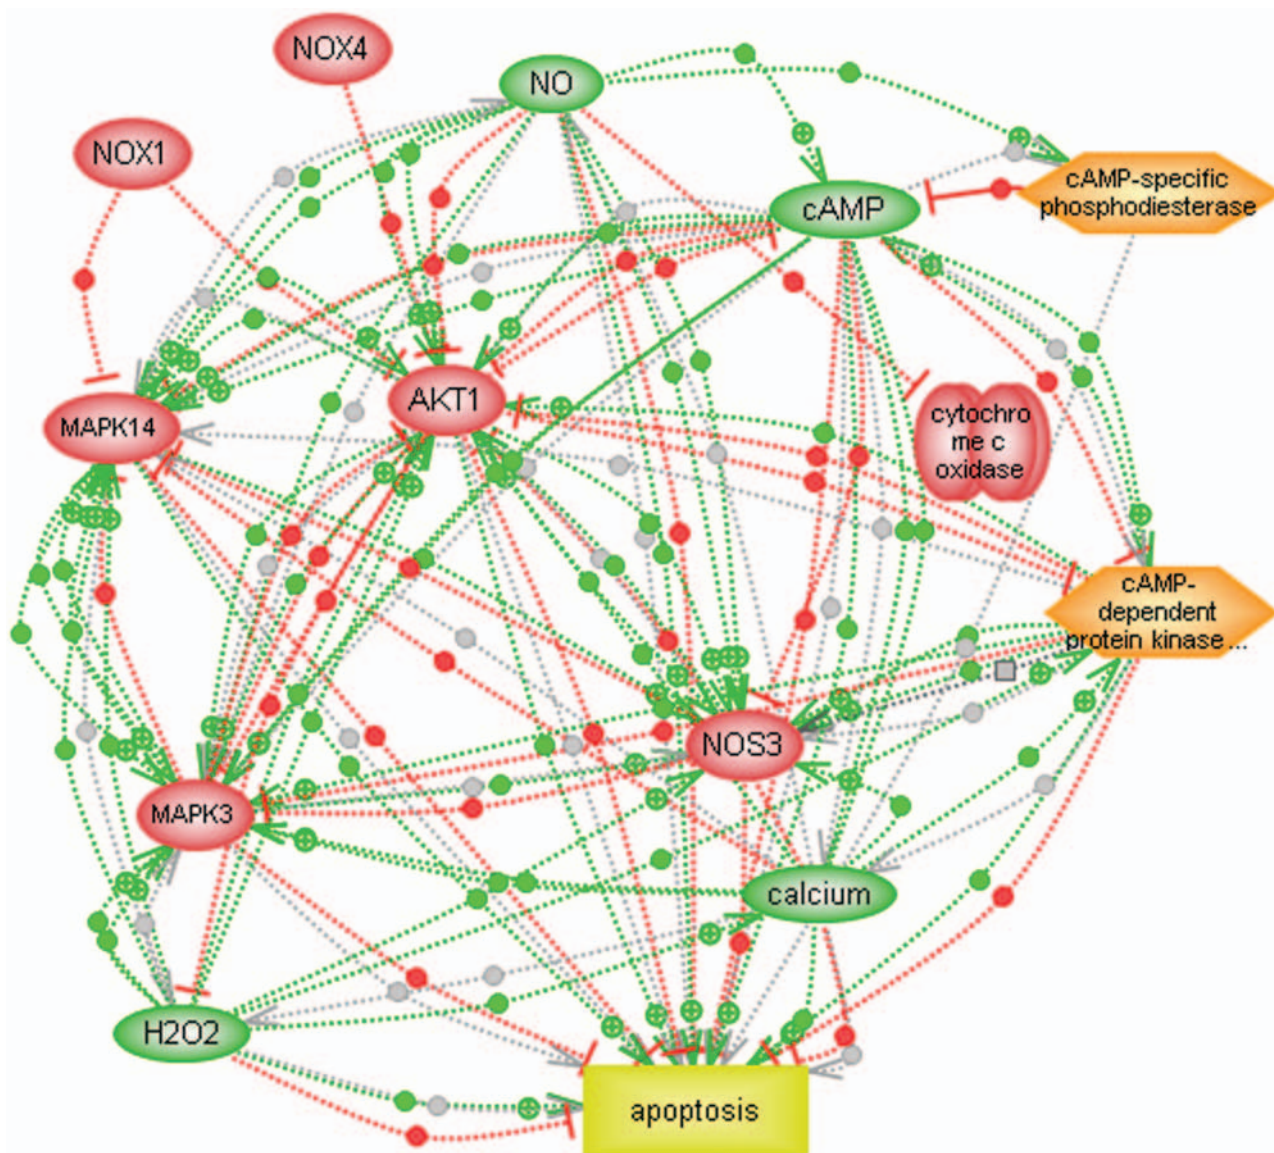 NOX4
NO
NOX1
cAMP-specific
phosphodiesterase
cAMP
AKT1
MAPK14
cytochro
me c
oxidase
cAMP-
dependent
protein kinase ...
NOS3
MAPK3
calcium
H2O2
apoptosis